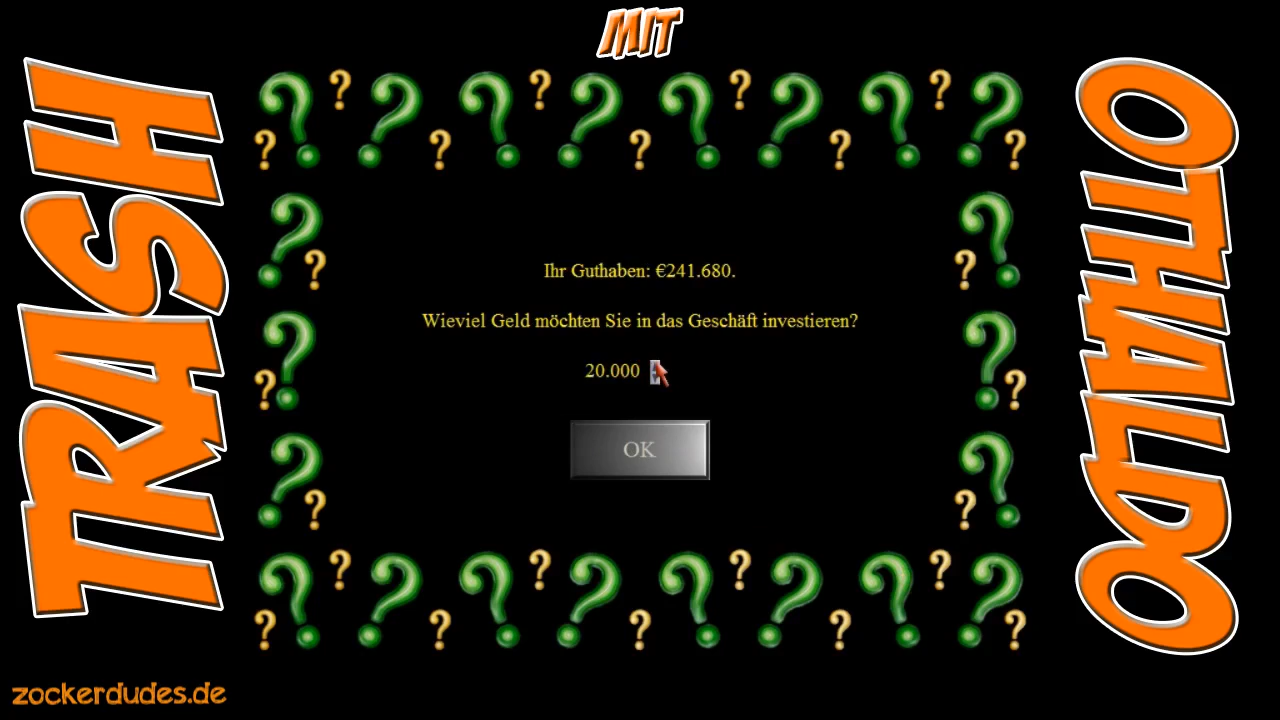 MIT
TRASH
OTHALDO
Ihr Guthaben: €241.680.
Wieviel Geld möchten Sie in das Geschäft investieren?
20.000
OK
zockerdudes.de